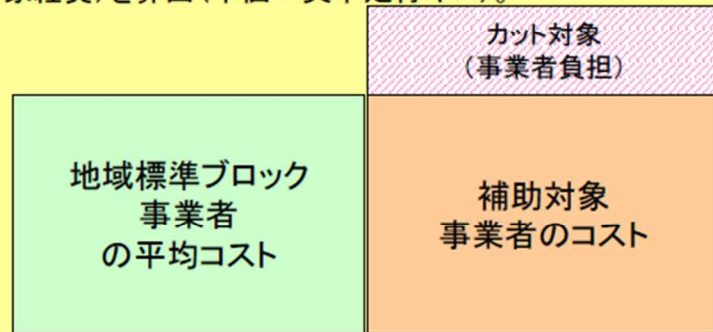 カット対象
（事業者負担）
地域標準ブロック
事業者
の平均コスト
補助対象
事業者のコスト